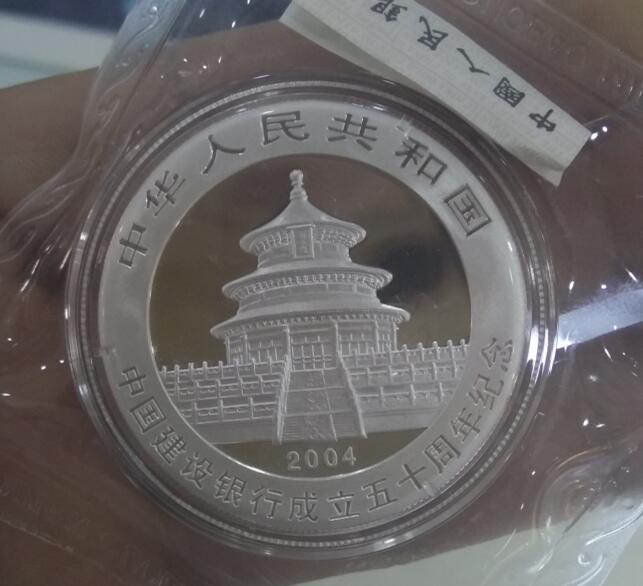 中國人民銀
中华人民共和国
2004
中国建设银行成立五十周年纪念